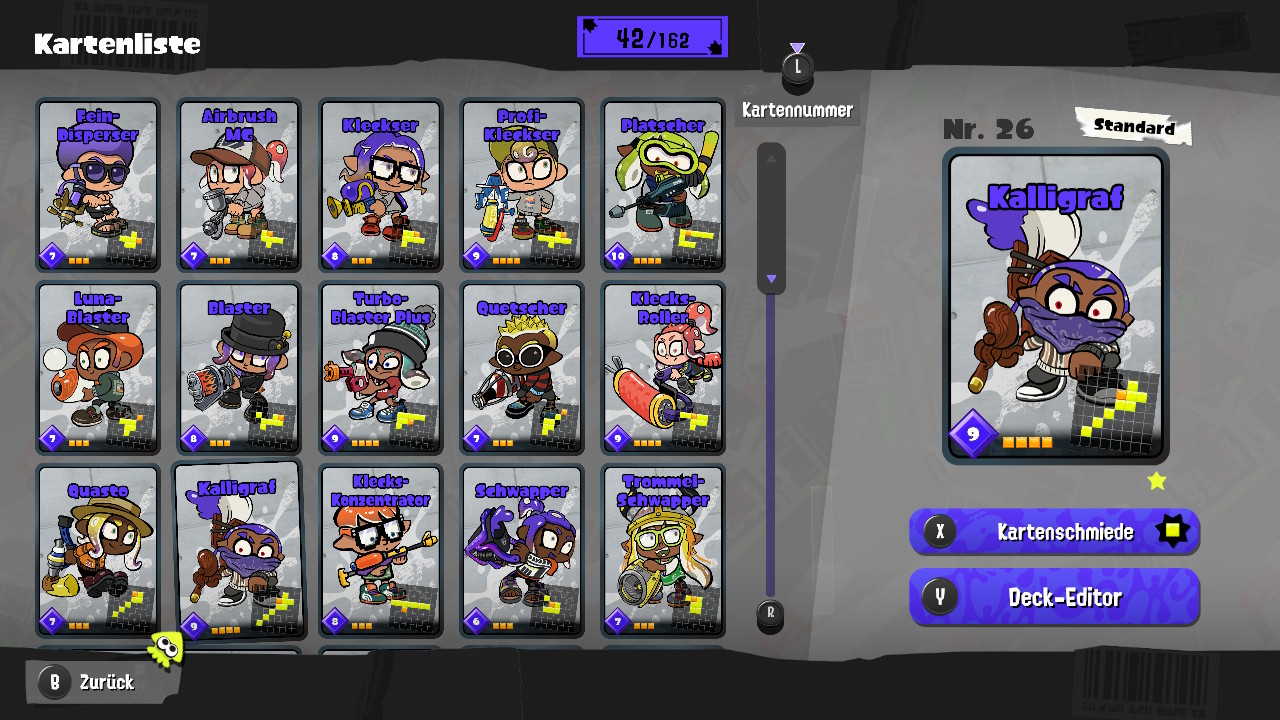 Kartenliste
42/162
L
Kartennummer
Nr. 26
Standard
Fein-
Disperser
7
Airbrush
MG
7
Kleckser
8
Profi-
Kleckser
9
Platscher
10
Luna-
Blaster
7
Blaster
8
Turbo-
Blaster Plus
9
Quetscher
7
Klecks-
Roller
9
Quasto
7
Kalligraf
9
Klecks-
Konzentrator
8
Schwapper
6
Trommel-
Schwapper
7
Kalligraf
9
X Kartenschmiede
Y Deck-Editor
R
B Zurück